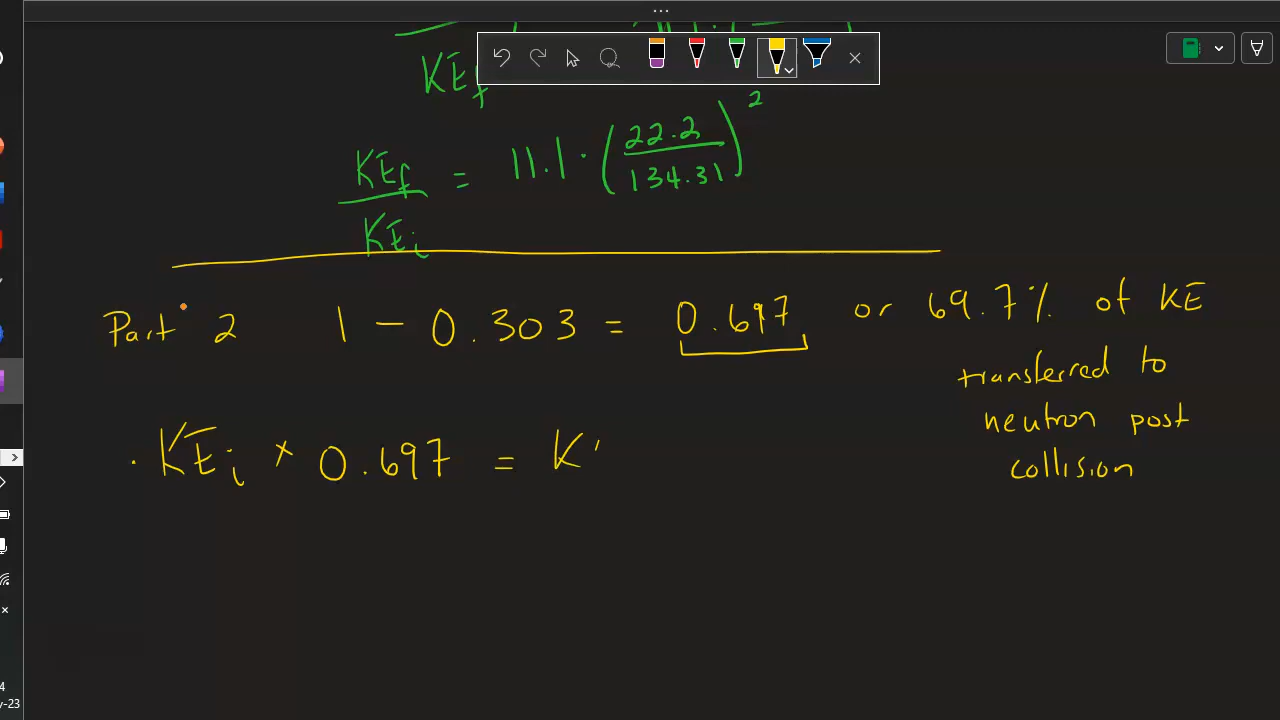 KEf
KEf / KEi = 11.1 · (22.2 / 134.31)²
Part 2 1 - 0.303 = 0.697 or 69.7% of KE
transferred to
neutron post
collision
· KEi × 0.697 = K